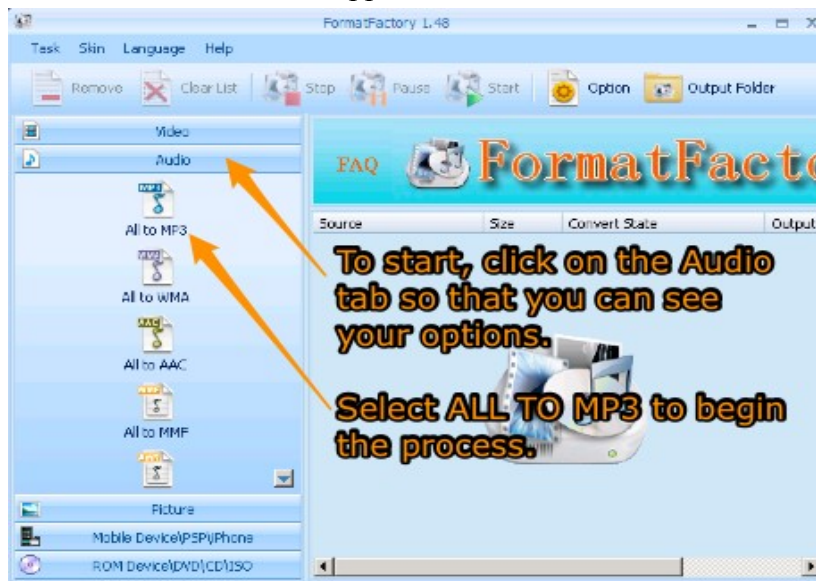 FormatFactory 1.48
Task Skin Language Help
Remove Clear List Stop Pause Start Option Output Folder
Video
Audio
All to MP3
All to WMA
All to AAC
All to MMF
Picture
Mobile Device\PSP\iPhone
ROM Device\DVD\CD\ISO
FAQ FormatFacto
Source Size Convert State Output
To start, click on the Audio
tab so that you can see
your options.
Select ALL TO MP3 to begin
the process.